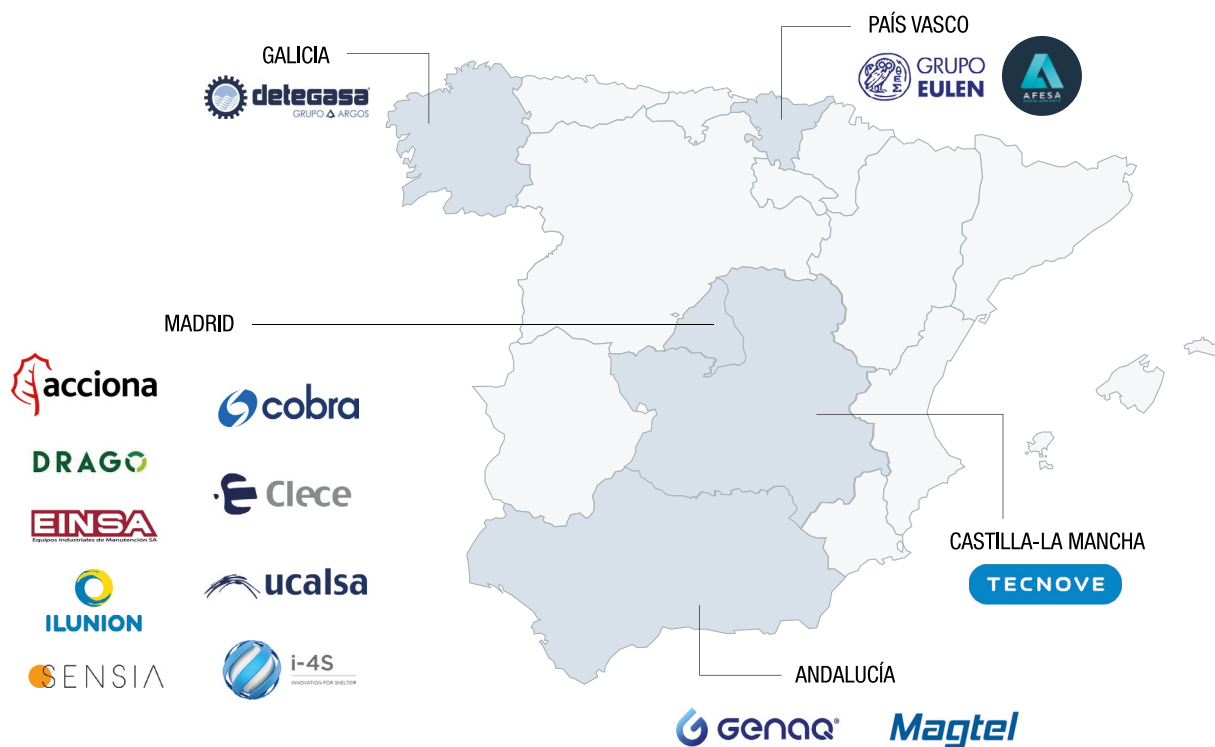 GALICIA
detegasa
GRUPO ARGOS
PAÍS VASCO
GRUPO
EULEN
AFESA
MADRID
acciona
cobra
DRAGO
Clece
EINSA
Equipos Industriales de Manutención SA
ucalsa
ILUNION
SENSIA
i-4S
INNOVATION FOR SHELTER
CASTILLA-LA MANCHA
TECNOVE
ANDALUCÍA
GENAQ®
Magtel